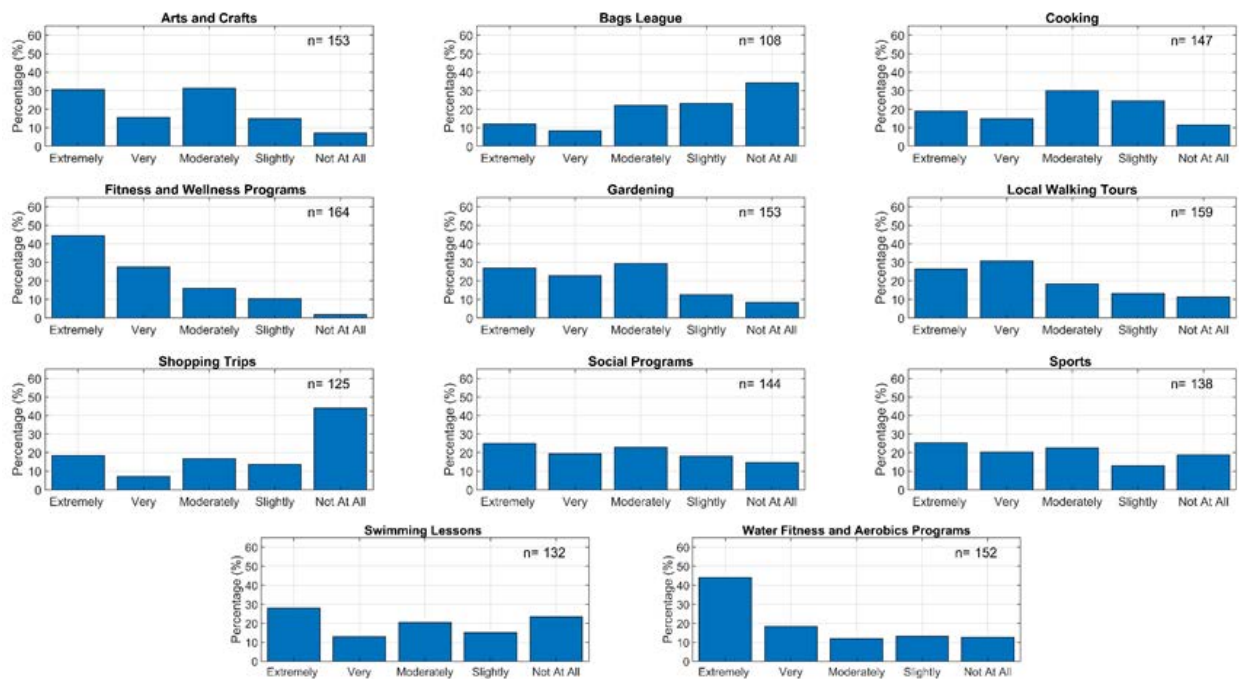 Arts and Crafts
n= 153
Percentage (%)
60
50
40
30
20
10
0
Extremely Very Moderately Slightly Not At All
Bags League
n= 108
Percentage (%)
60
50
40
30
20
10
0
Extremely Very Moderately Slightly Not At All
Cooking
n= 147
Percentage (%)
60
50
40
30
20
10
0
Extremely Very Moderately Slightly Not At All
Fitness and Wellness Programs
n= 164
Percentage (%)
60
50
40
30
20
10
0
Extremely Very Moderately Slightly Not At All
Gardening
n= 153
Percentage (%)
60
50
40
30
20
10
0
Extremely Very Moderately Slightly Not At All
Local Walking Tours
n= 159
Percentage (%)
60
50
40
30
20
10
0
Extremely Very Moderately Slightly Not At All
Shopping Trips
n= 125
Percentage (%)
60
50
40
30
20
10
0
Extremely Very Moderately Slightly Not At All
Social Programs
n= 144
Percentage (%)
60
50
40
30
20
10
0
Extremely Very Moderately Slightly Not At All
Sports
n= 138
Percentage (%)
60
50
40
30
20
10
0
Extremely Very Moderately Slightly Not At All
Swimming Lessons
n= 132
Percentage (%)
60
50
40
30
20
10
0
Extremely Very Moderately Slightly Not At All
Water Fitness and Aerobics Programs
n= 152
Percentage (%)
60
50
40
30
20
10
0
Extremely Very Moderately Slightly Not At All